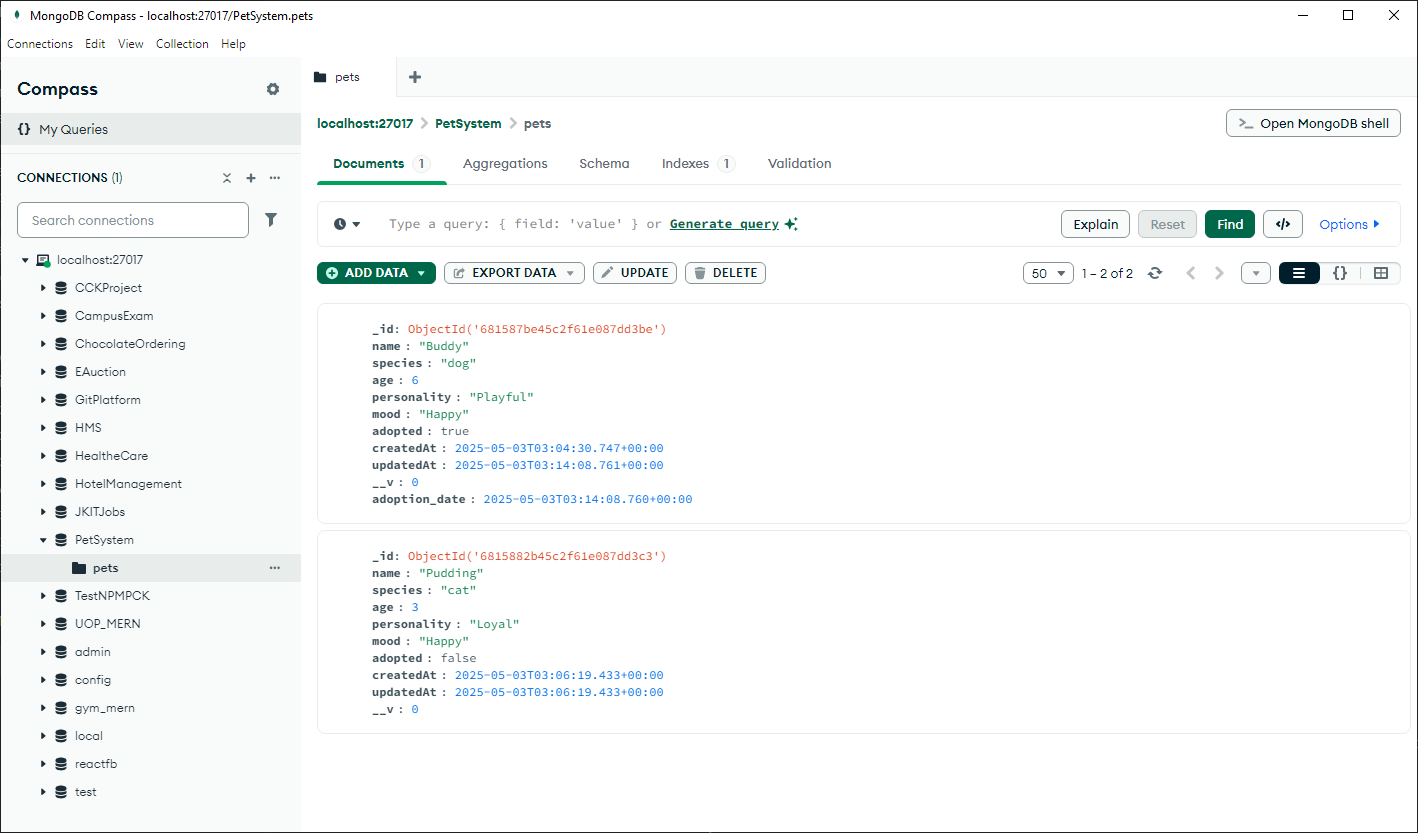 MongoDB Compass - localhost:27017/PetSystem.pets
Connections Edit View Collection Help
Compass
{} My Queries
CONNECTIONS (1)
Search connections
localhost:27017
CCKProject
CampusExam
ChocolateOrdering
EAuction
GitPlatform
HMS
HealtheCare
HotelManagement
JKITJobs
PetSystem
pets
TestNPMPCK
UOP_MERN
admin
config
gym_mern
local
reactfb
test
pets
localhost:27017 > PetSystem > pets
>_ Open MongoDB shell
Documents 1 Aggregations Schema Indexes 1 Validation
Type a query: { field: 'value' } or Generate query
Explain Reset Find </> Options
ADD DATA EXPORT DATA UPDATE DELETE
50 1 – 2 of 2 {}
_id: ObjectId('681587be45c2f61e087dd3be')
name : "Buddy"
species : "dog"
age : 6
personality : "Playful"
mood : "Happy"
adopted : true
createdAt : 2025-05-03T03:04:30.747+00:00
updatedAt : 2025-05-03T03:14:08.761+00:00
__v : 0
adoption_date : 2025-05-03T03:14:08.760+00:00
_id: ObjectId('6815882b45c2f61e087dd3c3')
name : "Pudding"
species : "cat"
age : 3
personality : "Loyal"
mood : "Happy"
adopted : false
createdAt : 2025-05-03T03:06:19.433+00:00
updatedAt : 2025-05-03T03:06:19.433+00:00
__v : 0